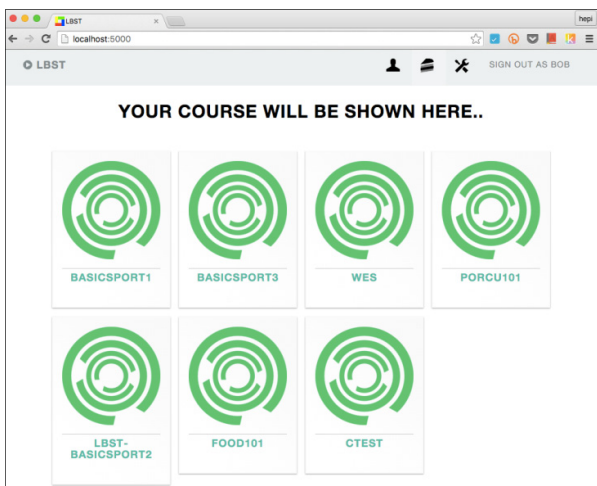 LBST
hepi
localhost:5000
LBST
SIGN OUT AS BOB
YOUR COURSE WILL BE SHOWN HERE..
BASICSPORT1
BASICSPORT3
WES
PORCU101
LBST-
BASICSPORT2
FOOD101
CTEST